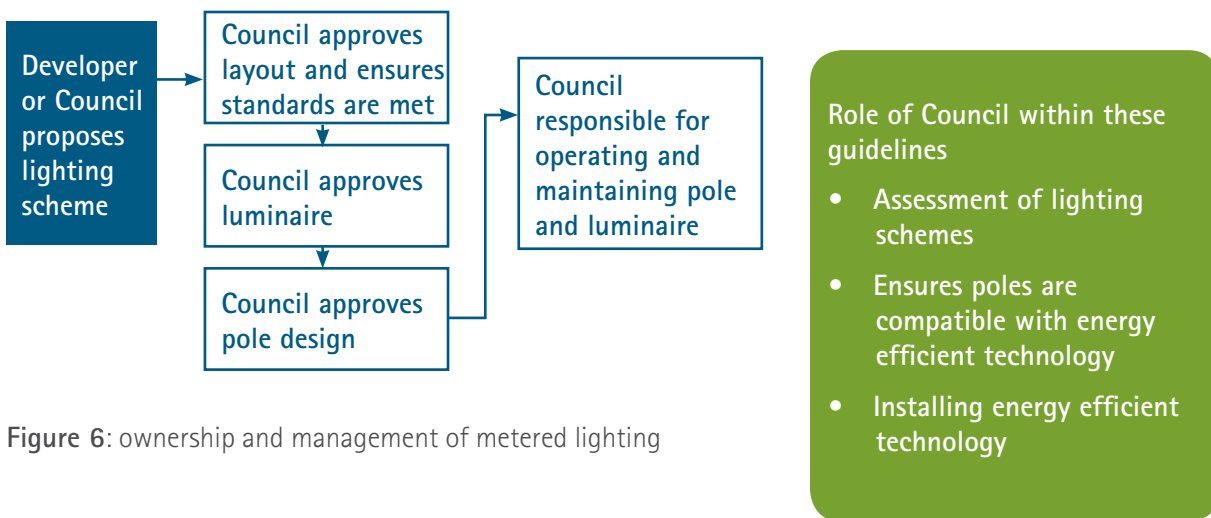 Developer
or Council
proposes
lighting
scheme
Council approves
layout and ensures
standards are met
Council approves
luminaire
Council approves
pole design
Council
responsible for
operating and
maintaining pole
and luminaire
Figure 6: ownership and management of metered lighting
Role of Council within these
guidelines
• Assessment of lighting
schemes
• Ensures poles are
compatible with energy
efficient technology
• Installing energy efficient
technology